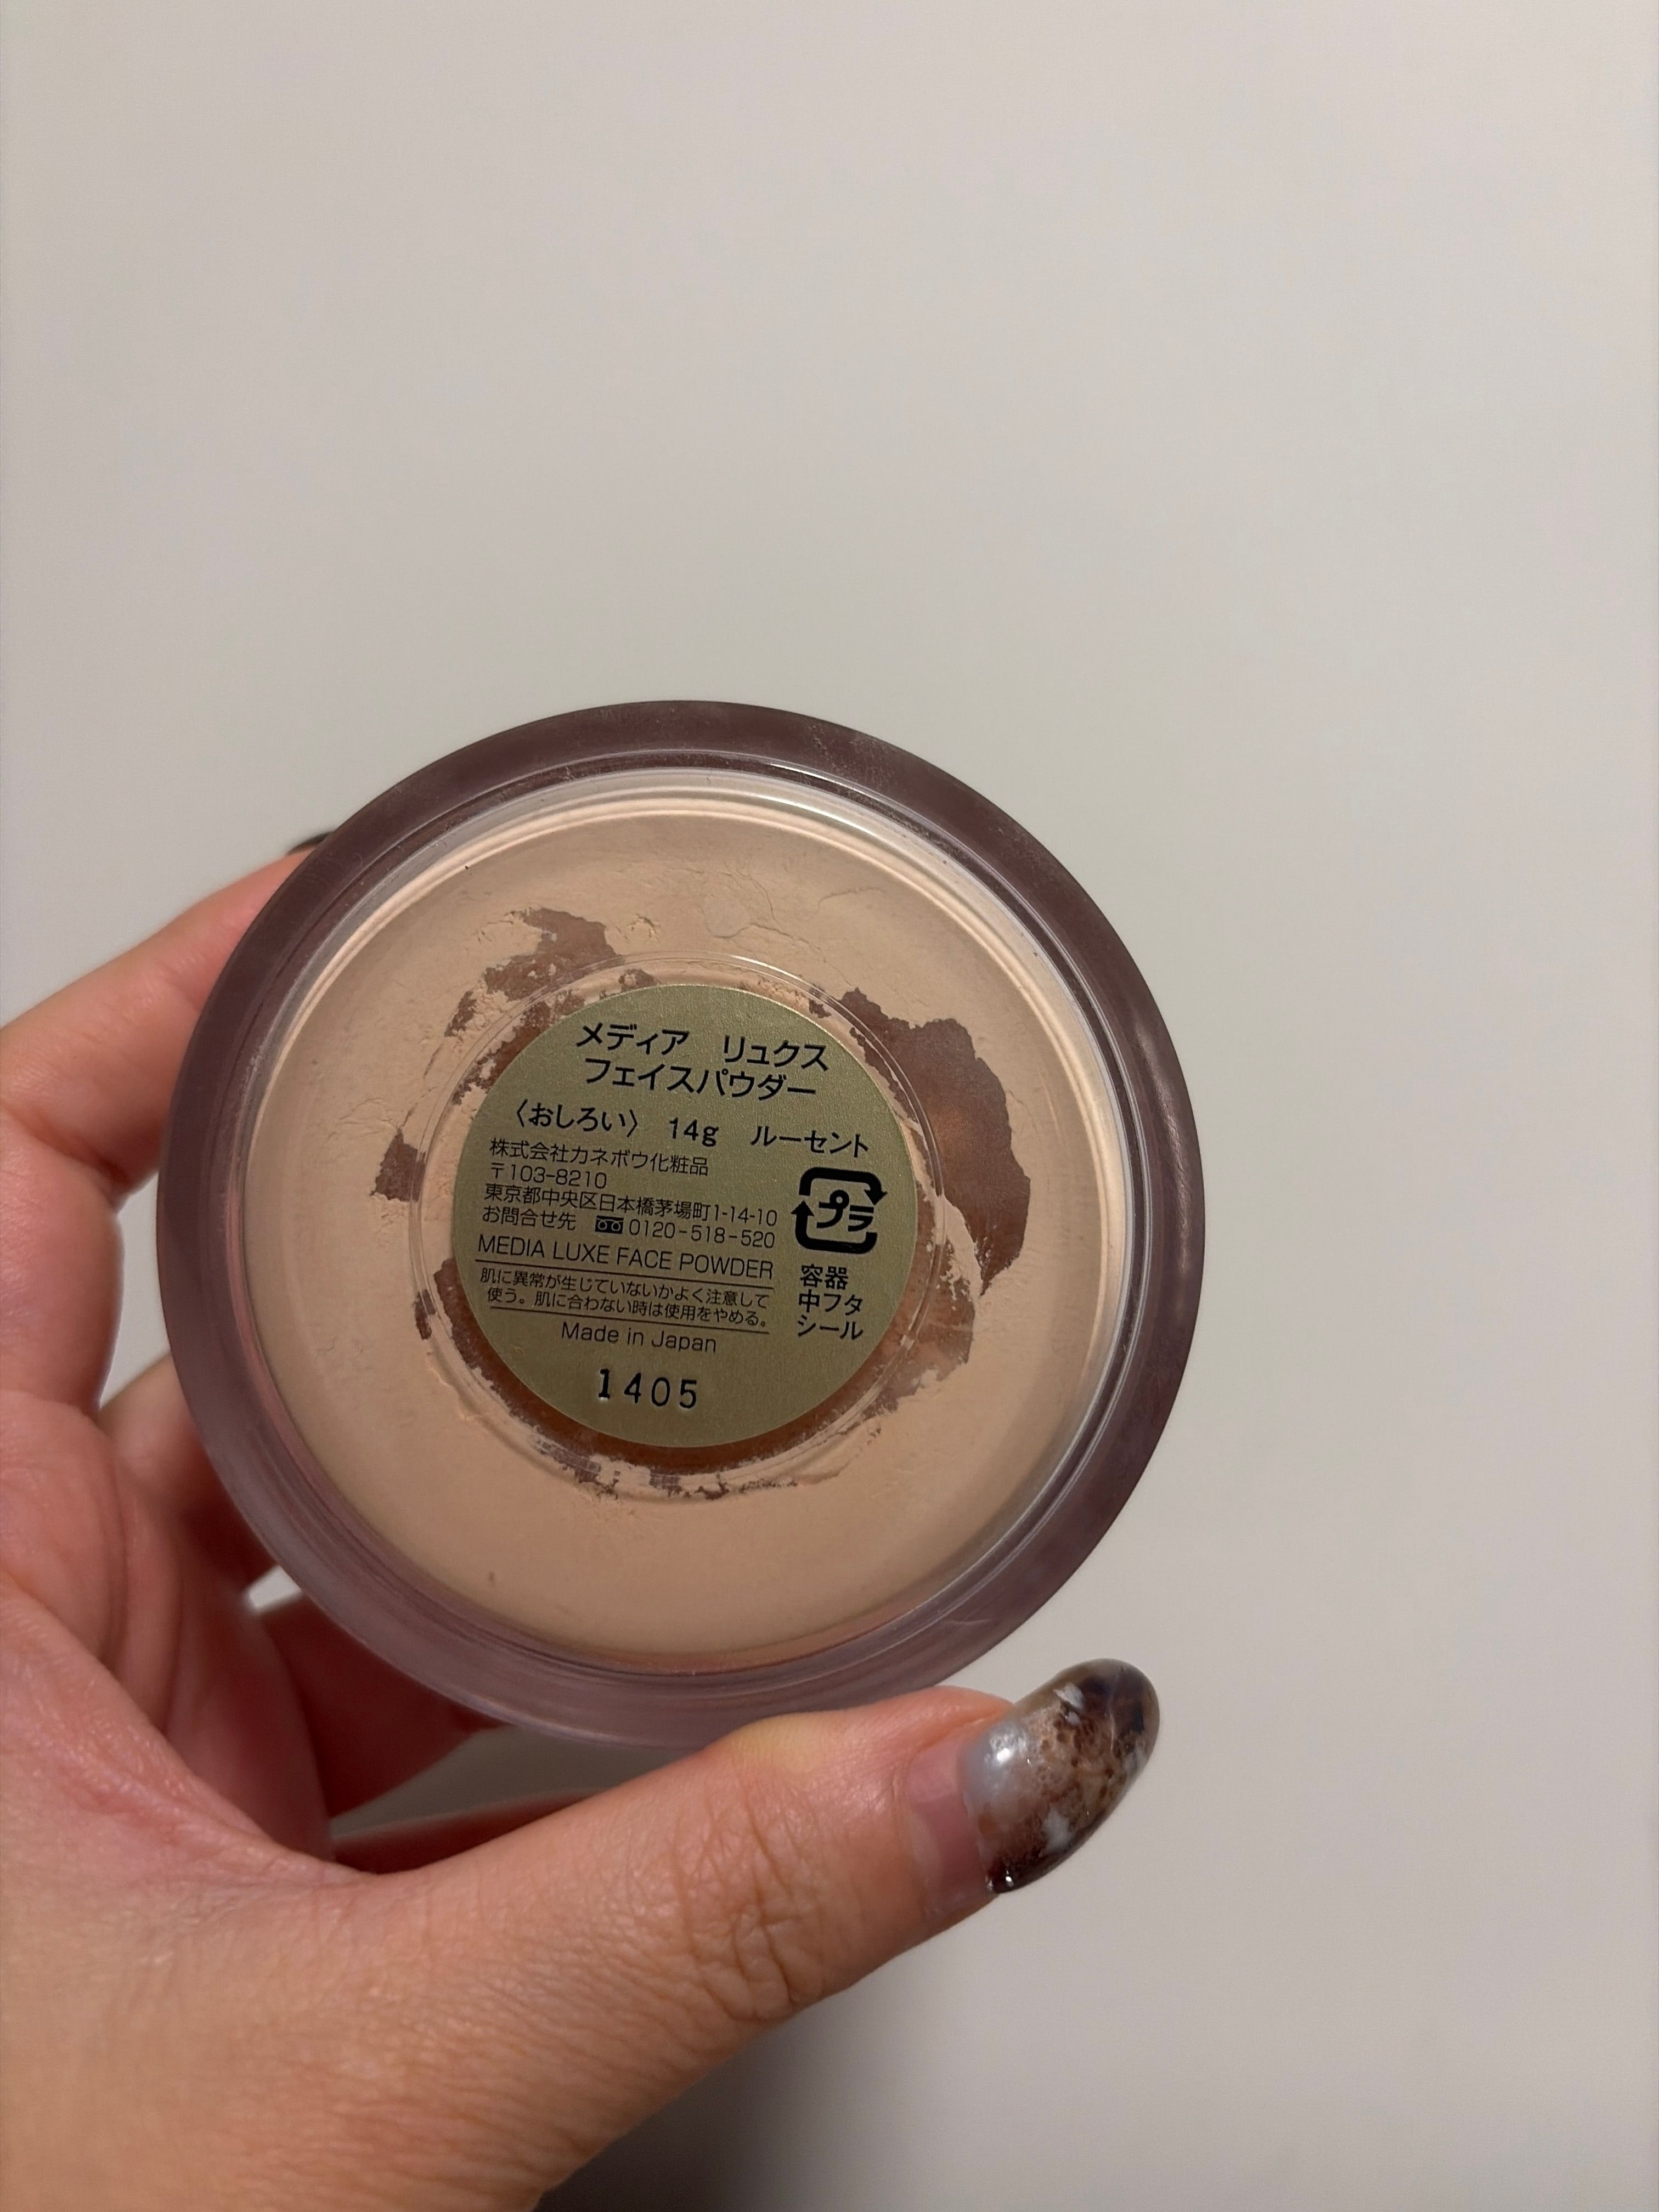 メディア　リュクス
フェイスパウダー
〈おしろい〉 14g ルーセント
株式会社カネボウ化粧品
〒103-8210
東京都中央区日本橋茅場町1-14-10
お問合せ先 0120-518-520
MEDIA LUXE FACE POWDER
肌に異常が生じていないかよく注意して
使う。肌に合わない時は使用をやめる。
Made in Japan
1405
プラ
容器
中フタ
シール